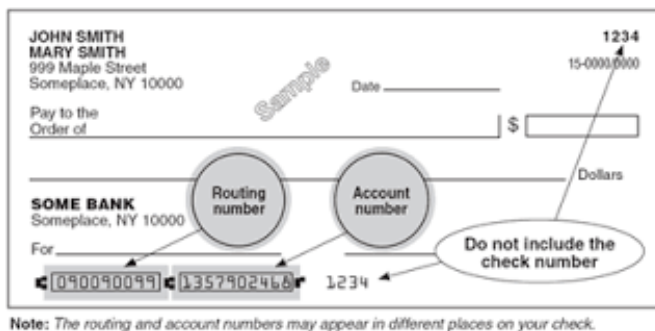 JOHN SMITH
MARY SMITH
999 Maple Street
Someplace, NY 10000
1234
15-0000/0000
Sample
Date
Pay to the
Order of
$
Dollars
Routing
number
Account
number
SOME BANK
Someplace, NY 10000
For
Do not include the
check number
090090099 1357902468 1234
Note: The routing and account numbers may appear in different places on your check.